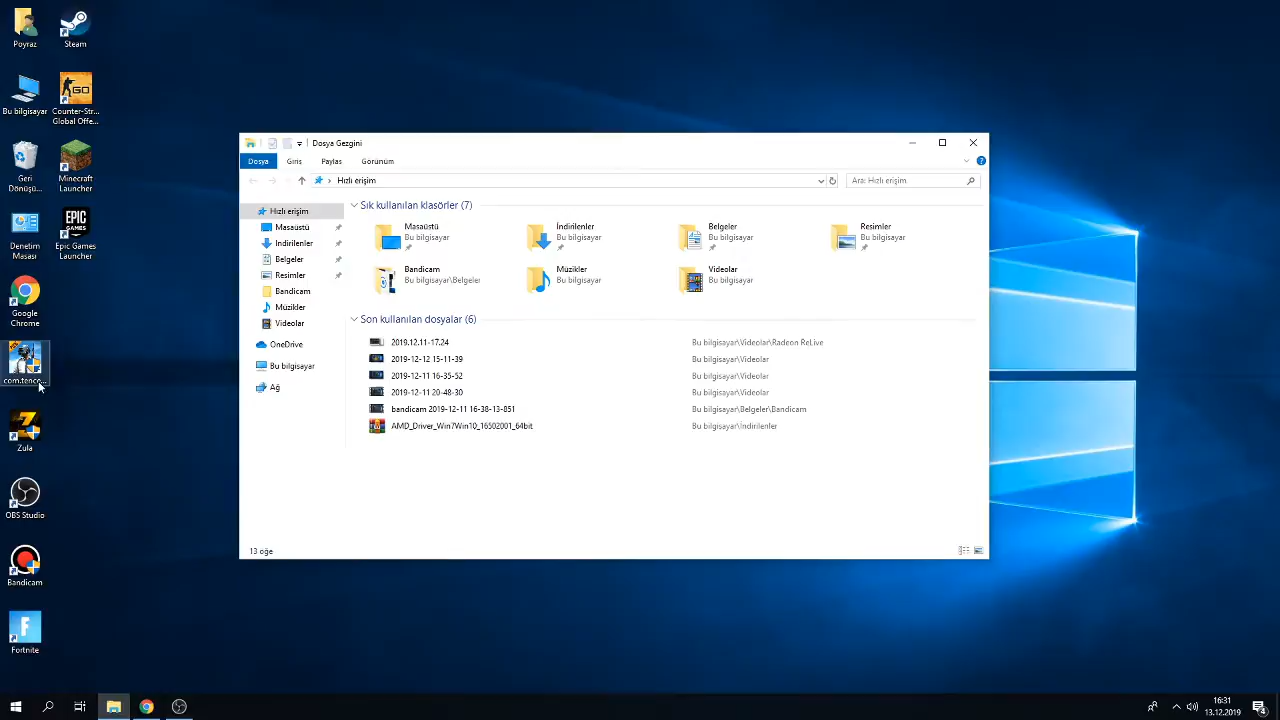 Poyraz
Steam
Bu bilgisayar
Counter-Str...
Global Offe...
Geri
Dönüşü...
Minecraft
Launcher
Denetim
Masası
Epic Games
Launcher
Google
Chrome
com.tence...
Zula
OBS Studio
Bandicam
Fortnite
Dosya Gezgini
Dosya
Giriş
Paylaş
Görünüm
Hızlı erişim
Ara: Hızlı erişim
Hızlı erişim
Masaüstü
İndirilenler
Belgeler
Resimler
Bandicam
Müzikler
Videolar
OneDrive
Bu bilgisayar
Ağ
Sık kullanılan klasörler (7)
Masaüstü
Bu bilgisayar
İndirilenler
Bu bilgisayar
Belgeler
Bu bilgisayar
Resimler
Bu bilgisayar
Bandicam
Bu bilgisayar\Belgeler
Müzikler
Bu bilgisayar
Videolar
Bu bilgisayar
Son kullanılan dosyalar (6)
2019.12.11-17.24 Bu bilgisayar\Videolar\Radeon ReLive
2019-12-12 15-11-39 Bu bilgisayar\Videolar
2019-12-11 16-35-52 Bu bilgisayar\Videolar
2019-12-11 20-48-30 Bu bilgisayar\Videolar
bandicam 2019-12-11 16-38-13-851 Bu bilgisayar\Belgeler\Bandicam
AMD_Driver_Win7Win10_16502001_64bit Bu bilgisayar\İndirilenler
13 öğe
16:31
13.12.2019